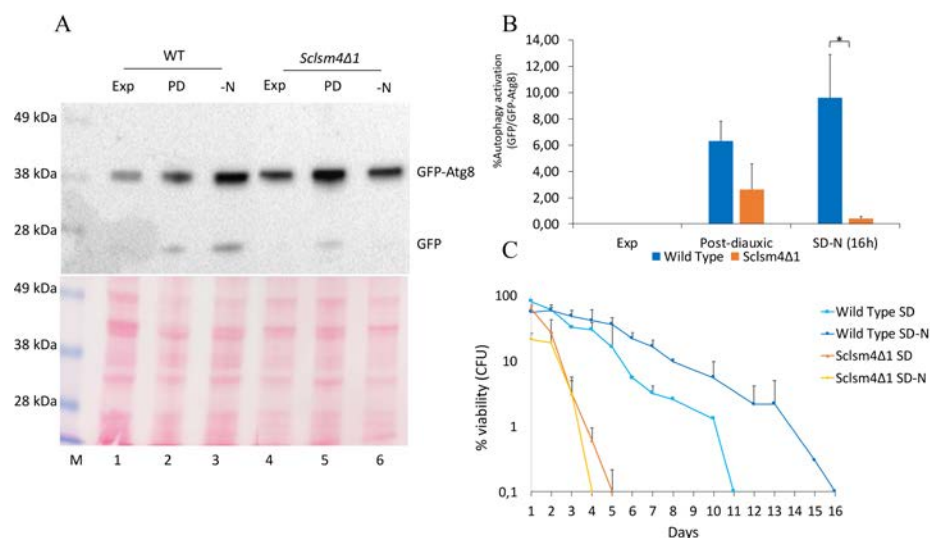 A
WT
Sclsm4Δ1
Exp
PD
-N
Exp
PD
-N
49 kDa
38 kDa
28 kDa
GFP-Atg8
GFP
49 kDa
38 kDa
28 kDa
M
1
2
3
4
5
6
B
%Autophagy activation
(GFP/GFP-Atg8)
14,00
12,00
10,00
8,00
6,00
4,00
2,00
0,00
*
Exp
Post-diauxic
SD-N (16h)
Wild Type
Sclsm4Δ1
C
% viability (CFU)
100
10
1
0,1
1 2 3 4 5 6 7 8 9 10 11 12 13 14 15 16
Days
Wild Type SD
Wild Type SD-N
Sclsm4Δ1 SD
Sclsm4Δ1 SD-N